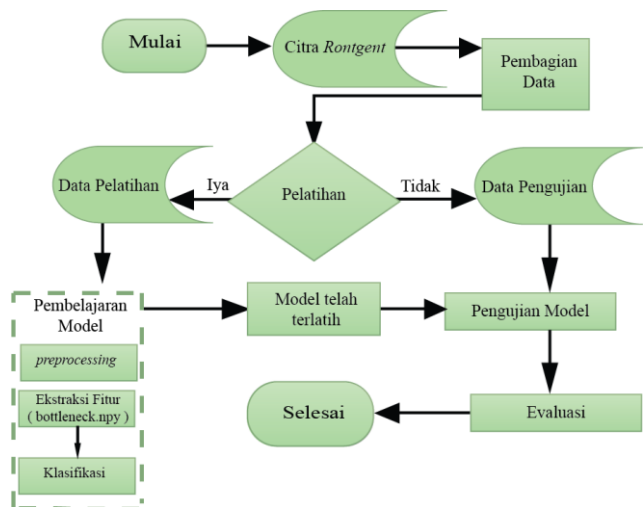 Mulai
Citra Rontgent
Pembagian
Data
Data Pelatihan
Iya
Pelatihan
Tidak
Data Pengujian
Pembelajaran
Model
preprocessing
Ekstraksi Fitur
( bottleneck.npy )
Klasifikasi
Model telah
terlatih
Pengujian Model
Evaluasi
Selesai